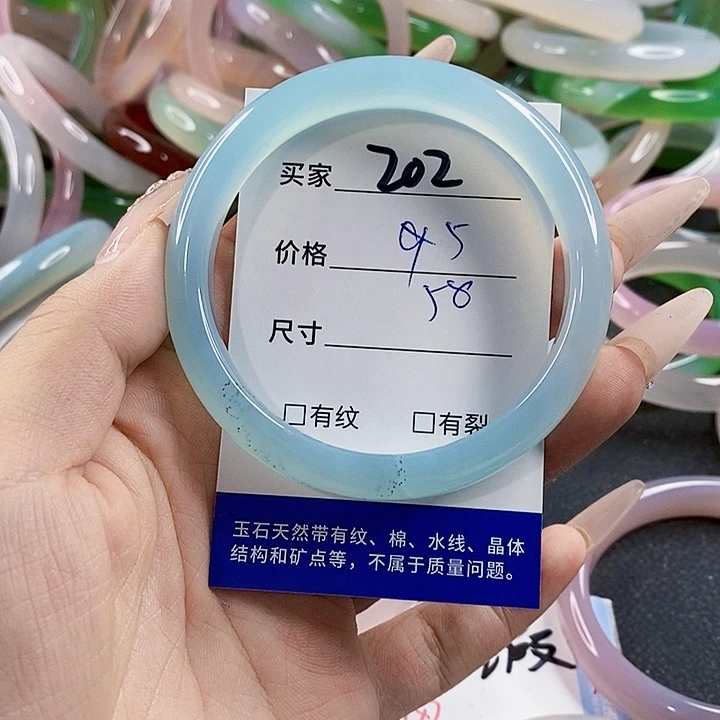 买家 202
价格 95
58
尺寸
□有纹 □有裂
玉石天然带有纹、棉、水线、晶体
结构和矿点等，不属于质量问题。